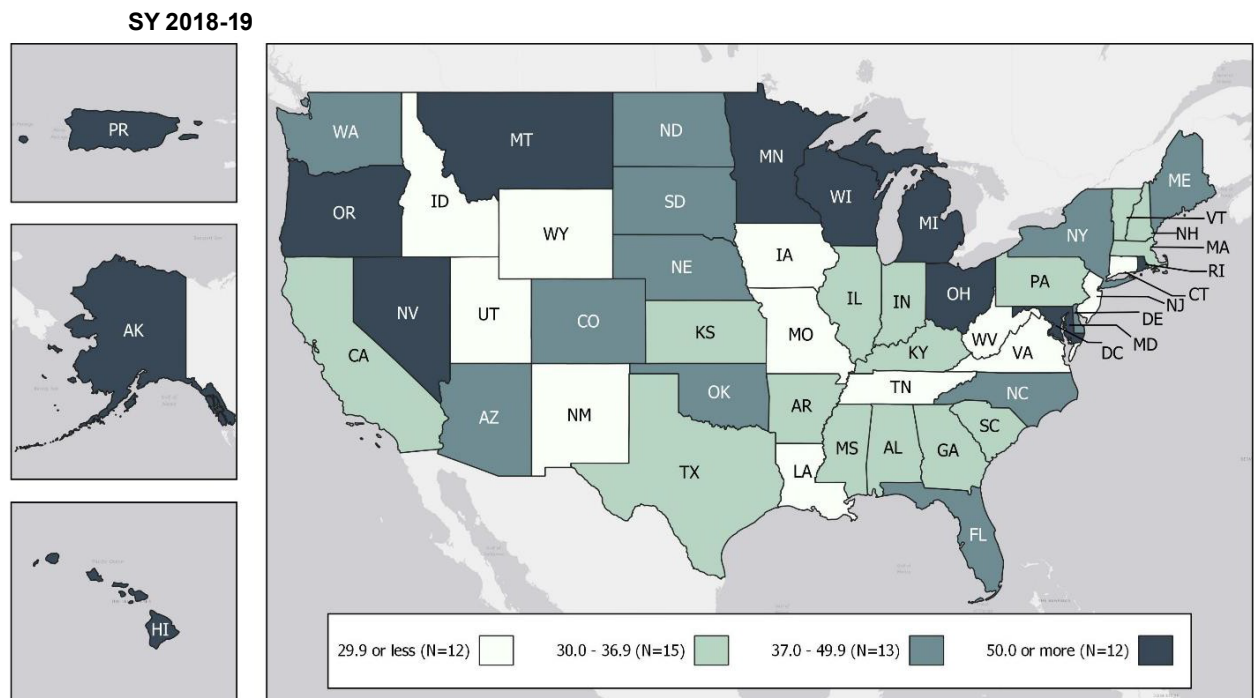 SY 2018-19
PR
AK
HI
WA
MT
ND
MN
ME
OR
ID
SD
WI
MI
VT
NH
NY
MA
WY
RI
IA
NE
PA
CT
NJ
NV
UT
CO
IL
IN
OH
DE
MD
DC
CA
KS
MO
WV
VA
KY
AZ
NM
OK
TN
NC
AR
SC
MS
AL
GA
TX
LA
FL
29.9 or less (N=12)
30.0 - 36.9 (N=15)
37.0 - 49.9 (N=13)
50.0 or more (N=12)